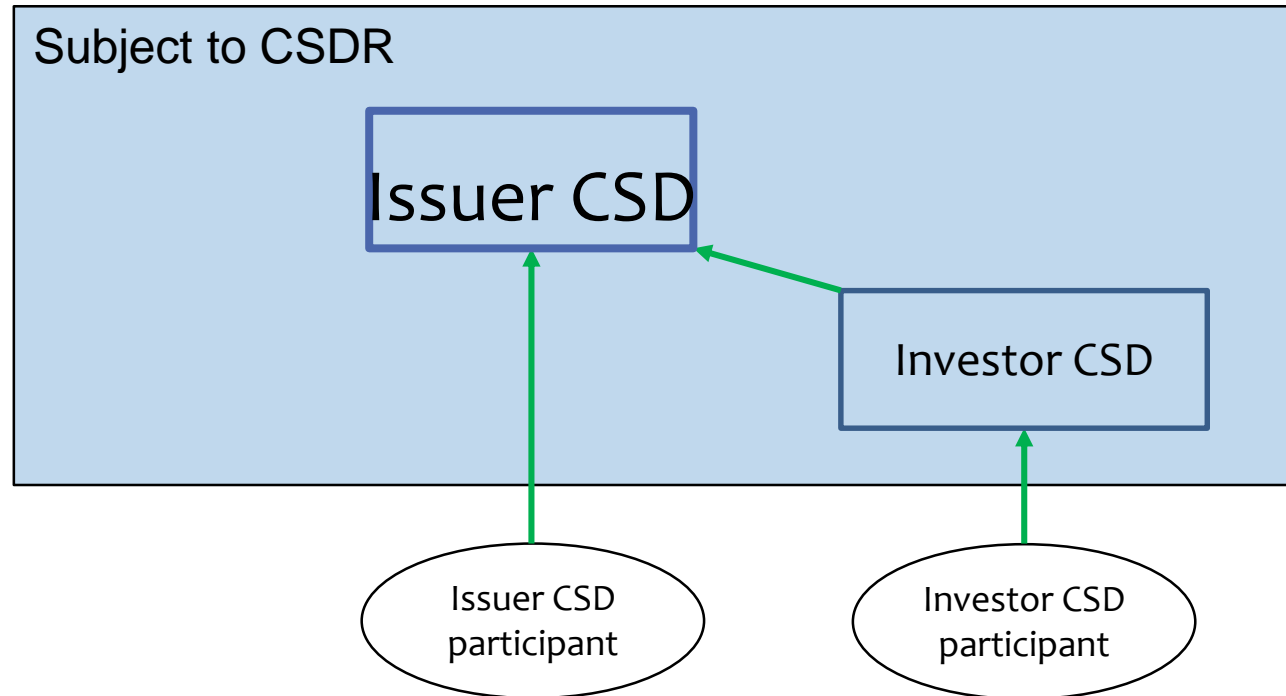 Subject to CSDR
Issuer CSD
Investor CSD
Issuer CSD
participant
Investor CSD
participant